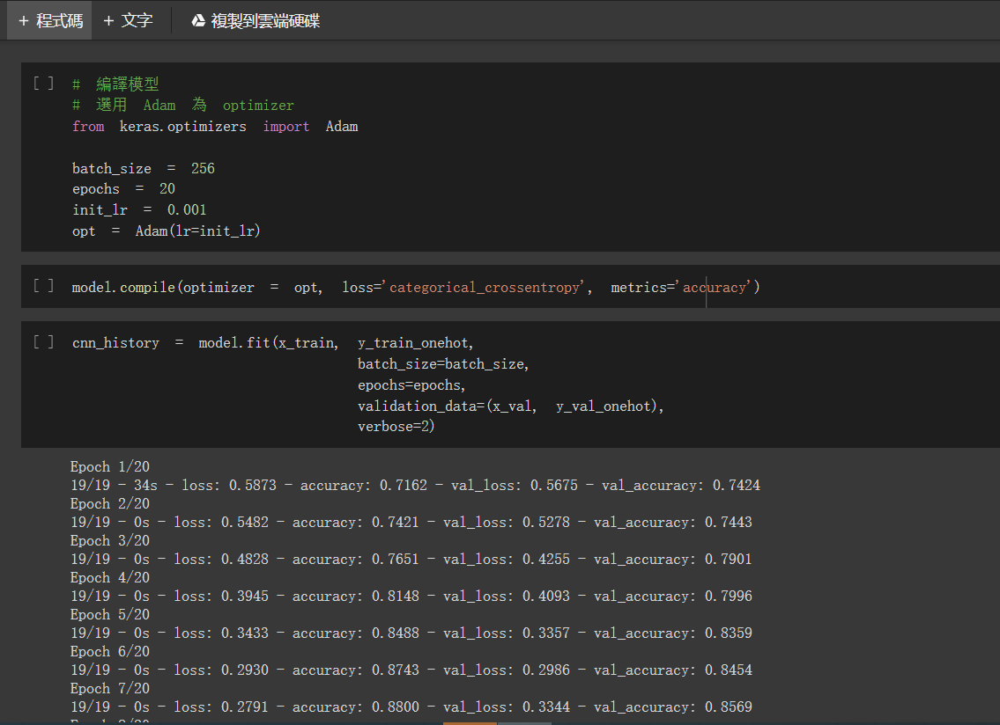 + 程式碼 + 文字 複製到雲端硬碟
[ ] # 編譯模型
# 選用 Adam 為 optimizer
from keras.optimizers import Adam
batch_size = 256
epochs = 20
init_lr = 0.001
opt = Adam(lr=init_lr)
[ ] model.compile(optimizer = opt, loss='categorical_crossentropy', metrics='accuracy')
[ ] cnn_history = model.fit(x_train, y_train_onehot,
batch_size=batch_size,
epochs=epochs,
validation_data=(x_val, y_val_onehot),
verbose=2)
Epoch 1/20
19/19 - 34s - loss: 0.5873 - accuracy: 0.7162 - val_loss: 0.5675 - val_accuracy: 0.7424
Epoch 2/20
19/19 - 0s - loss: 0.5482 - accuracy: 0.7421 - val_loss: 0.5278 - val_accuracy: 0.7443
Epoch 3/20
19/19 - 0s - loss: 0.4828 - accuracy: 0.7651 - val_loss: 0.4255 - val_accuracy: 0.7901
Epoch 4/20
19/19 - 0s - loss: 0.3945 - accuracy: 0.8148 - val_loss: 0.4093 - val_accuracy: 0.7996
Epoch 5/20
19/19 - 0s - loss: 0.3433 - accuracy: 0.8488 - val_loss: 0.3357 - val_accuracy: 0.8359
Epoch 6/20
19/19 - 0s - loss: 0.2930 - accuracy: 0.8743 - val_loss: 0.2986 - val_accuracy: 0.8454
Epoch 7/20
19/19 - 0s - loss: 0.2791 - accuracy: 0.8800 - val_loss: 0.3344 - val_accuracy: 0.8569